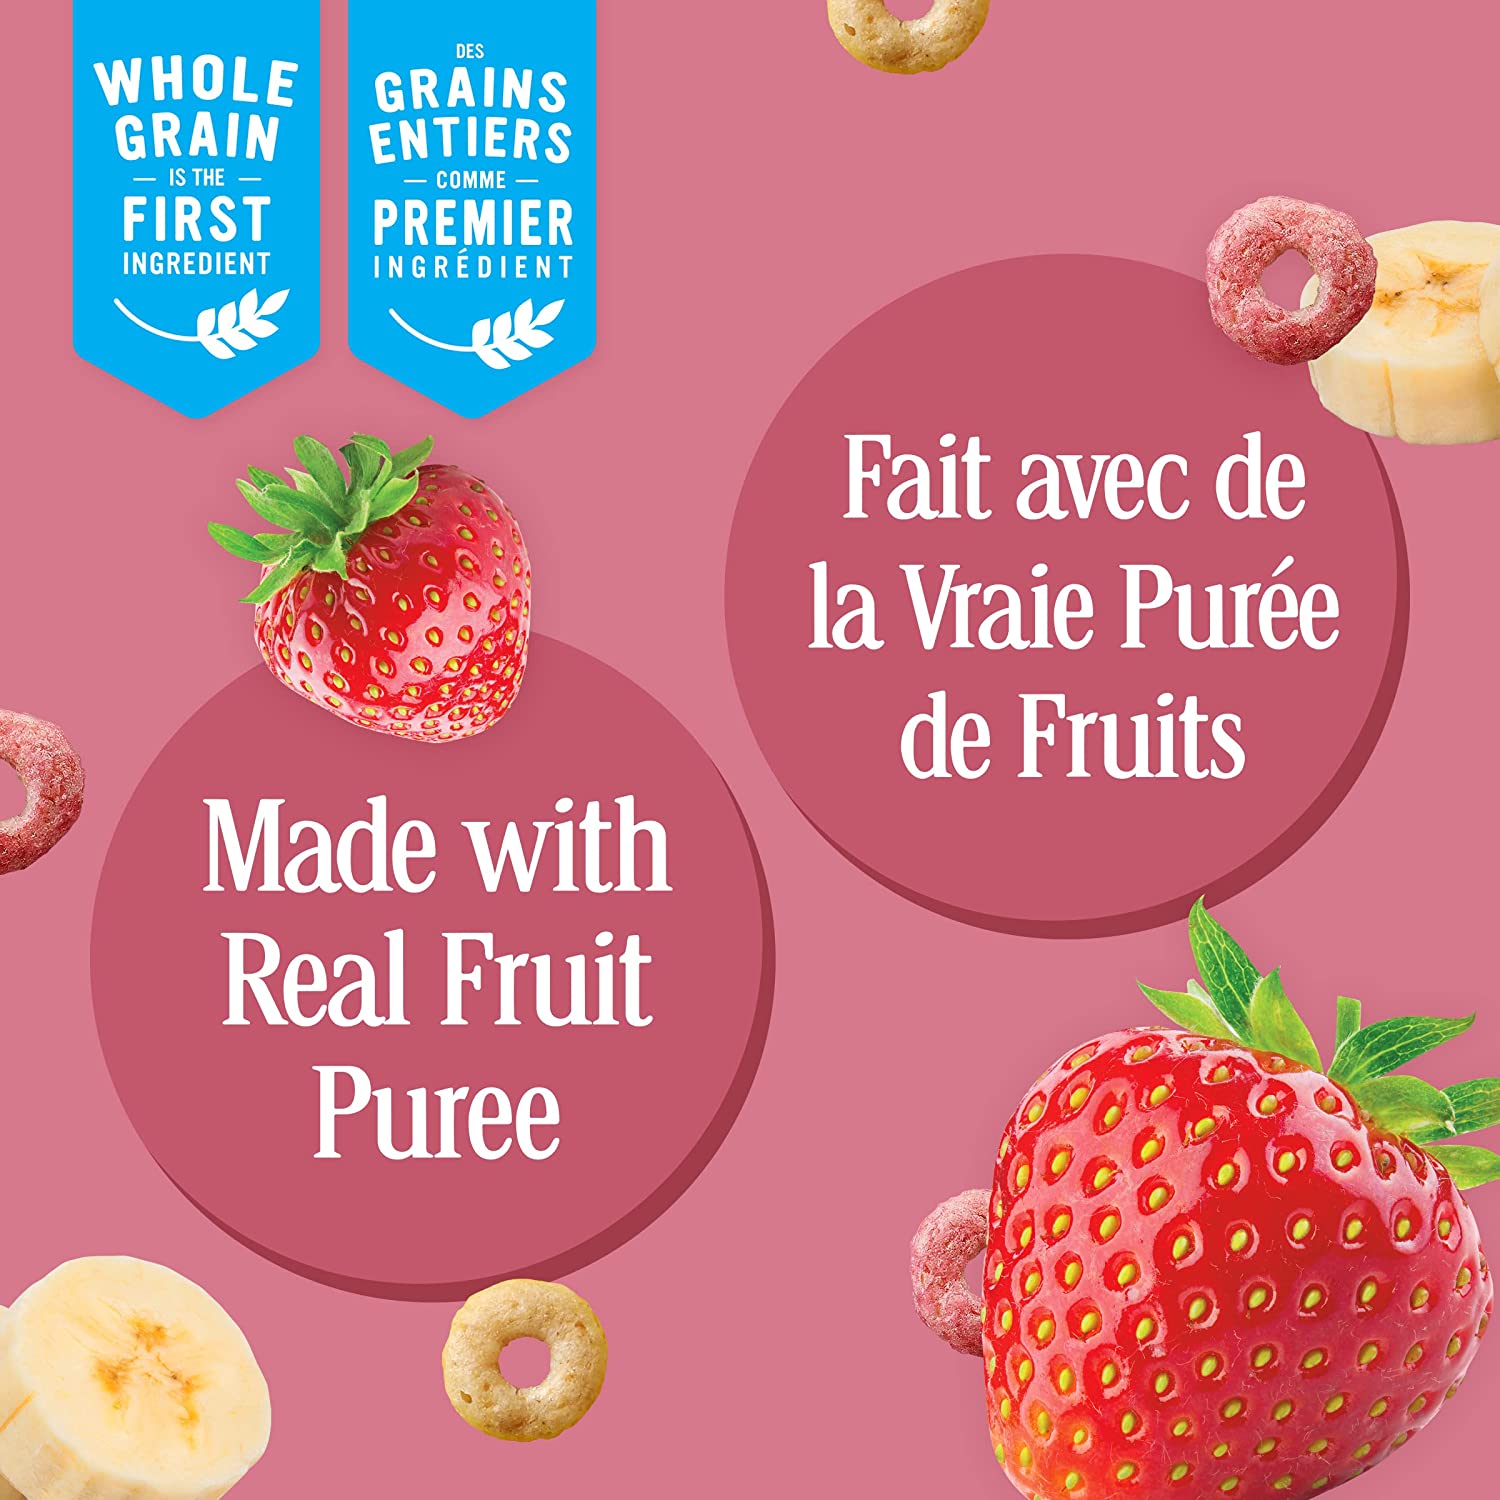 WHOLE
GRAIN
IS THE
FIRST
INGREDIENT
DES
GRAINS
ENTIERS
COMME
PREMIER
INGRÉDIENT
Fait avec de
la Vraie Purée
de Fruits
Made with
Real Fruit
Puree